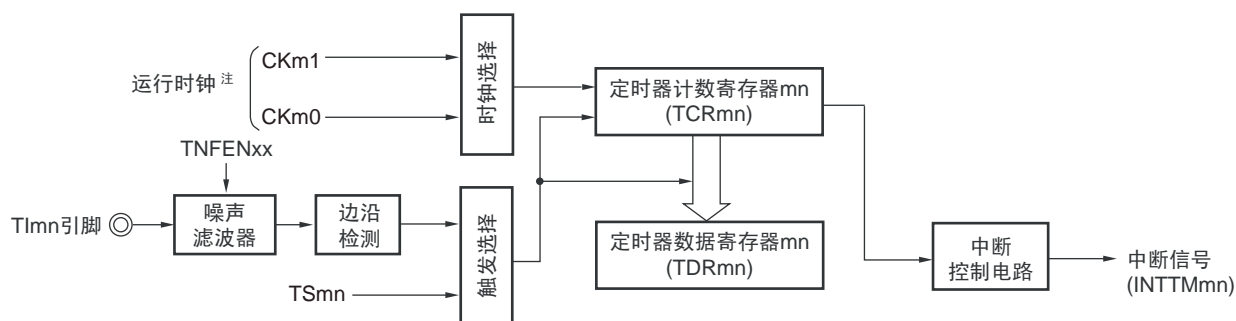 运行时钟 注
CKm1
CKm0
时钟选择
定时器计数寄存器mn
(TCRmn)
TNFENxx
TImn引脚
噪声
滤波器
边沿
检测
触发选择
TSmn
定时器数据寄存器mn
(TDRmn)
中断
控制电路
中断信号
(INTTMmn)